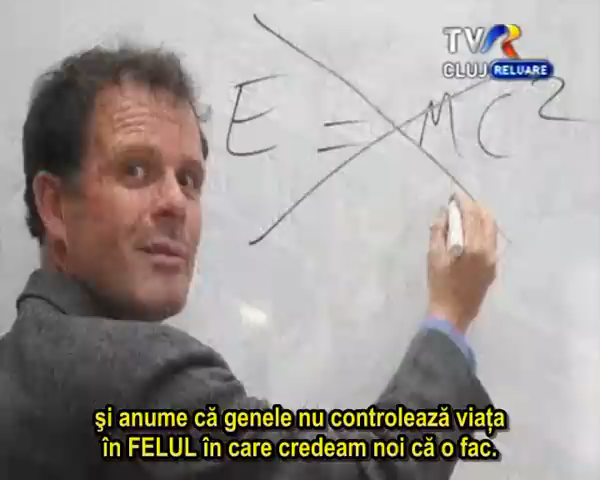 TVR
CLUJ RELUARE
E = MC²
şi anume că genele nu controlează viaţa
în FELUL în care credeam noi că o fac.